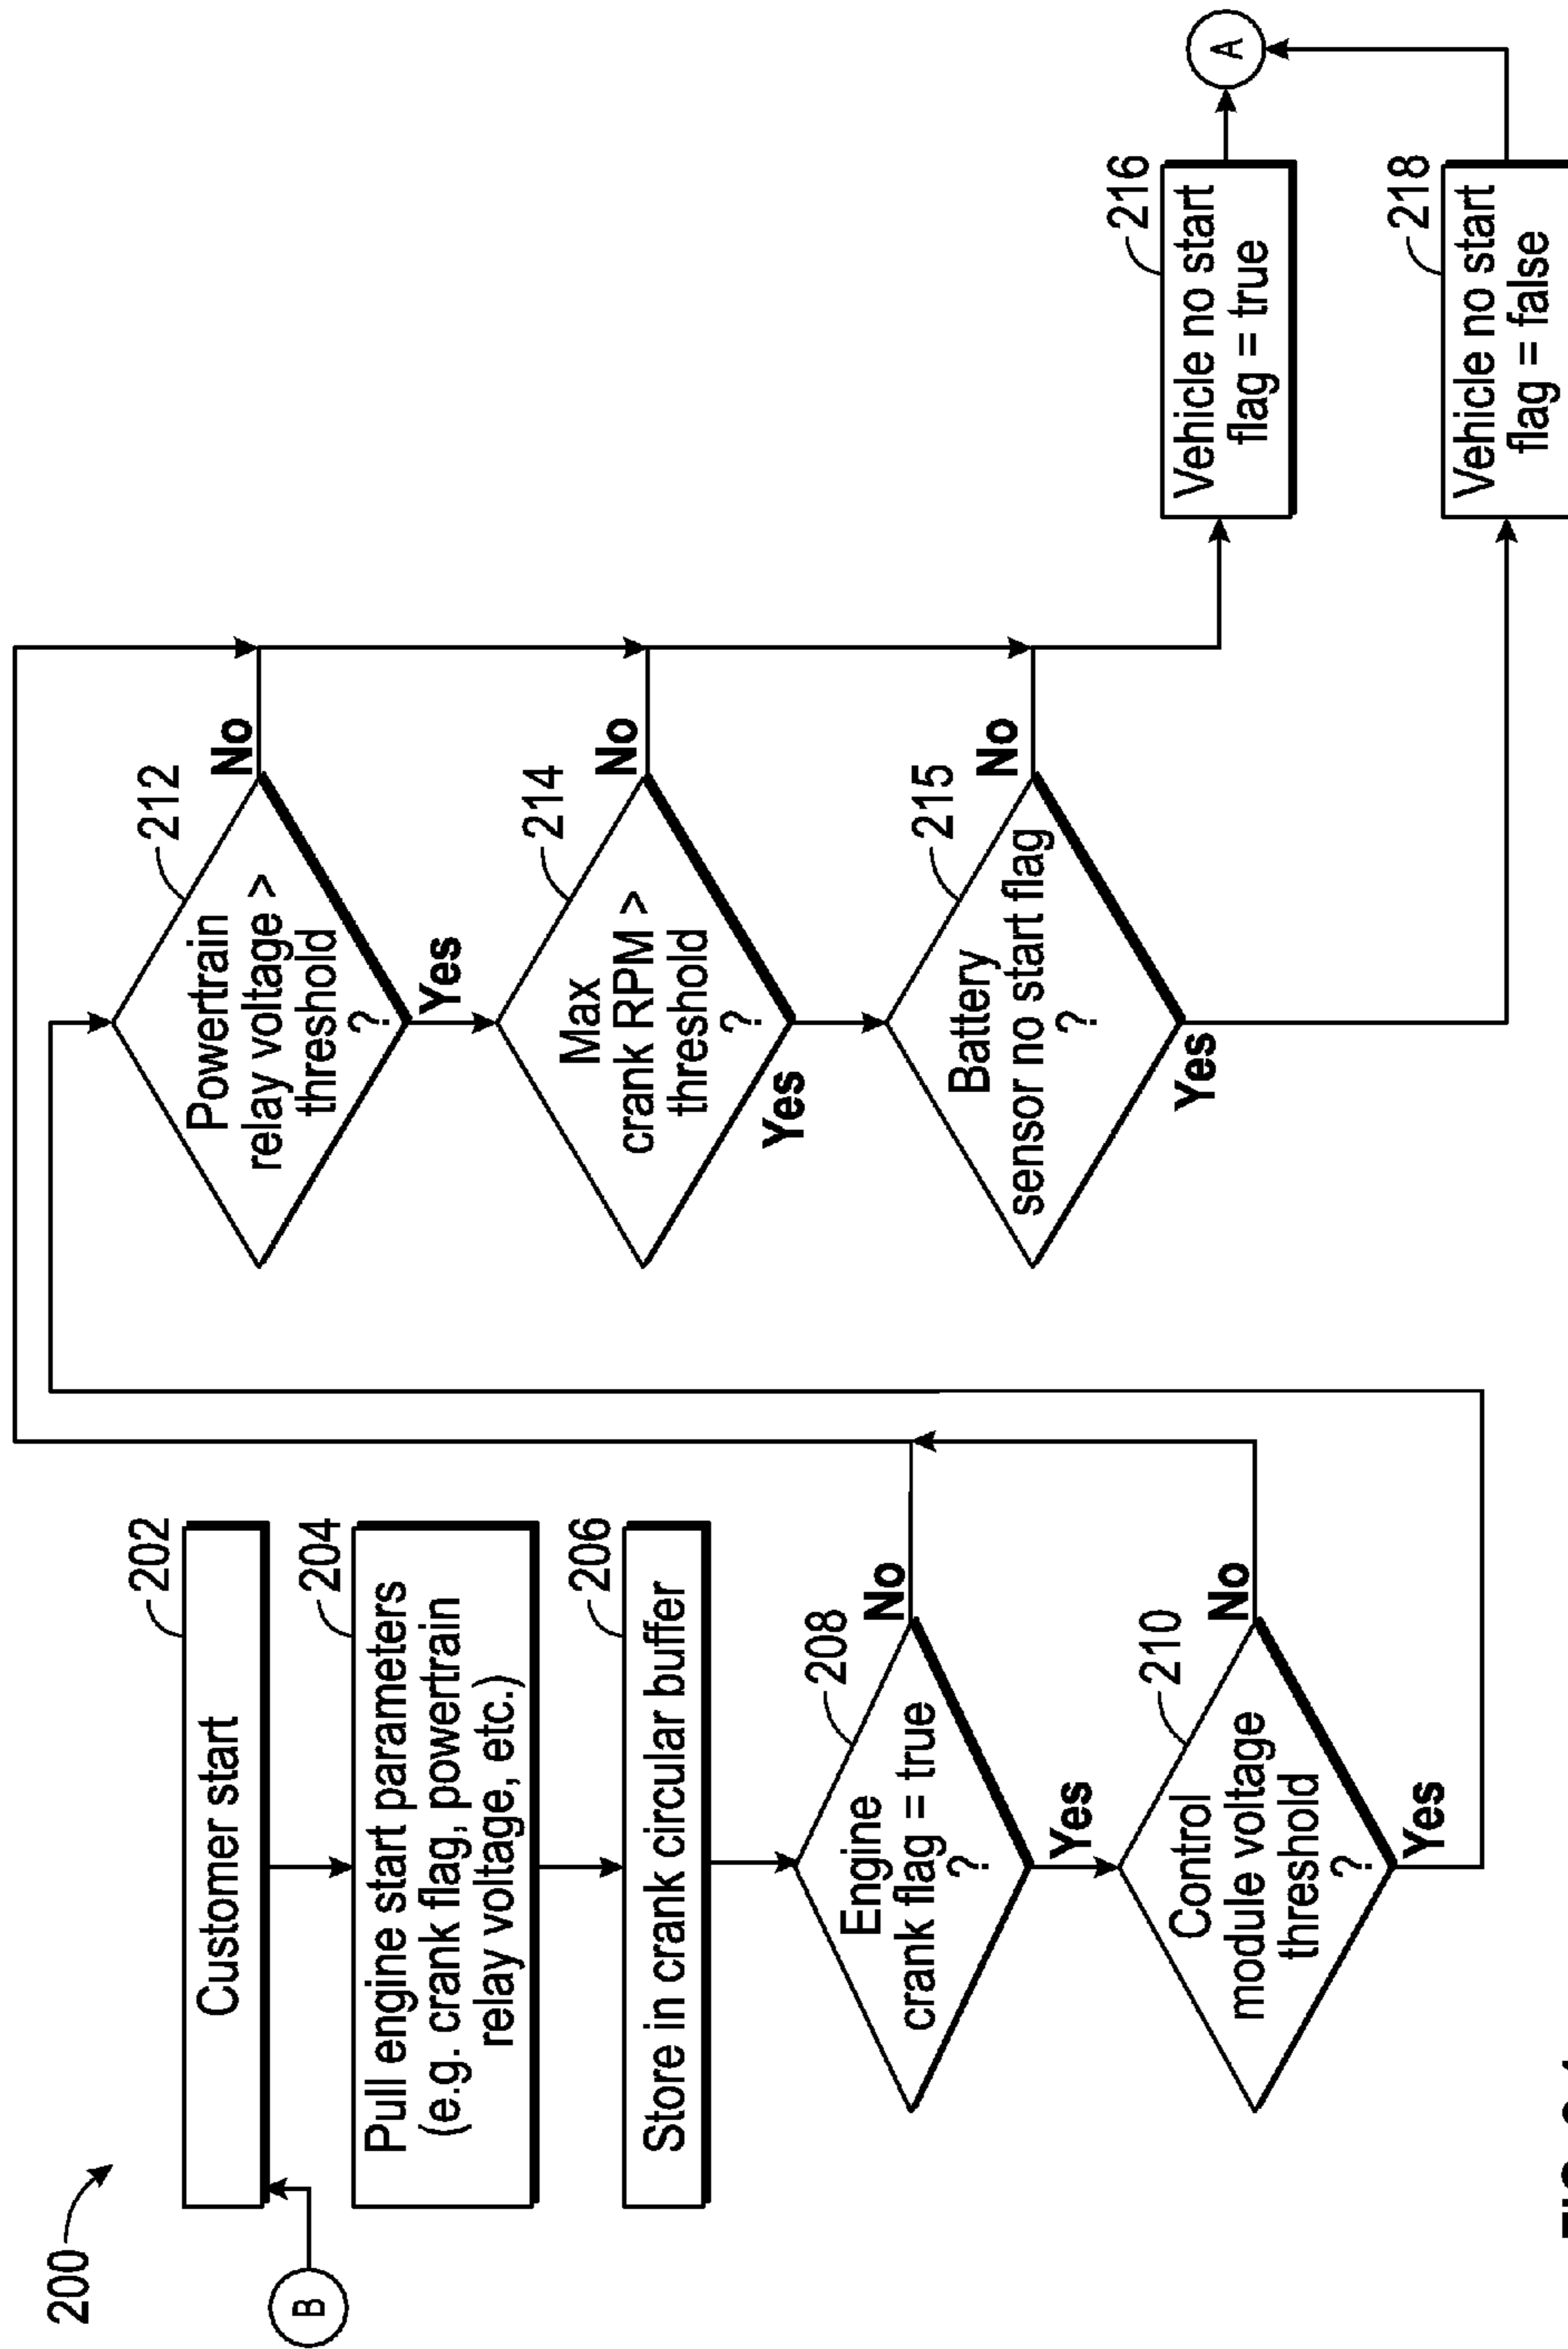 200
B
202
Customer start
204
Pull engine start parameters
(e.g. crank flag, powertrain
relay voltage, etc.)
206
Store in crank circular buffer
208
Engine
crank flag = true
?
No
Yes
210
Control
module voltage
threshold
?
No
Yes
212
Powertrain
relay voltage >
threshold
?
No
Yes
214
Max
crank RPM >
threshold
?
No
Yes
215
Battery
sensor no start flag
?
No
Yes
216
Vehicle no start
flag = true
218
Vehicle no start
flag = false
A